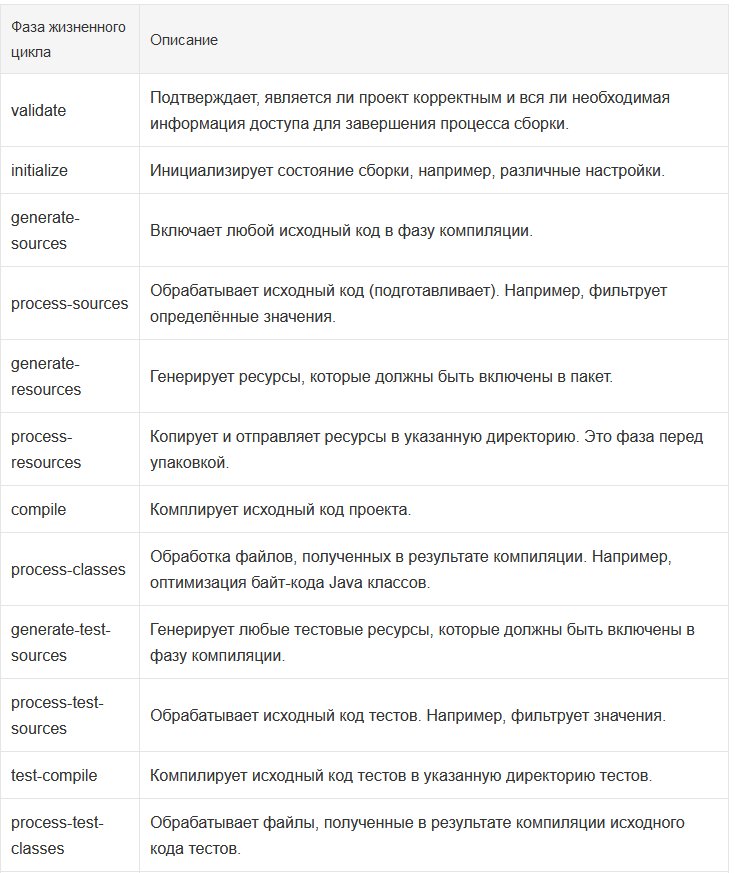 Фаза жизненного
цикла
Описание
validate
Подтверждает, является ли проект корректным и вся ли необходимая
информация доступа для завершения процесса сборки.
initialize
Инициализирует состояние сборки, например, различные настройки.
generate-
sources
Включает любой исходный код в фазу компиляции.
process-sources
Обрабатывает исходный код (подготавливает). Например, фильтрует
определённые значения.
generate-
resources
Генерирует ресурсы, которые должны быть включены в пакет.
process-
resources
Копирует и отправляет ресурсы в указанную директорию. Это фаза перед
упаковкой.
compile
Комплирует исходный код проекта.
process-classes
Обработка файлов, полученных в результате компиляции. Например,
оптимизация байт-кода Java классов.
generate-test-
sources
Генерирует любые тестовые ресурсы, которые должны быть включены в
фазу компиляции.
process-test-
sources
Обрабатывает исходный код тестов. Например, фильтрует значения.
test-compile
Компилирует исходный код тестов в указанную директорию тестов.
process-test-
classes
Обрабатывает файлы, полученные в результате компиляции исходного
кода тестов.